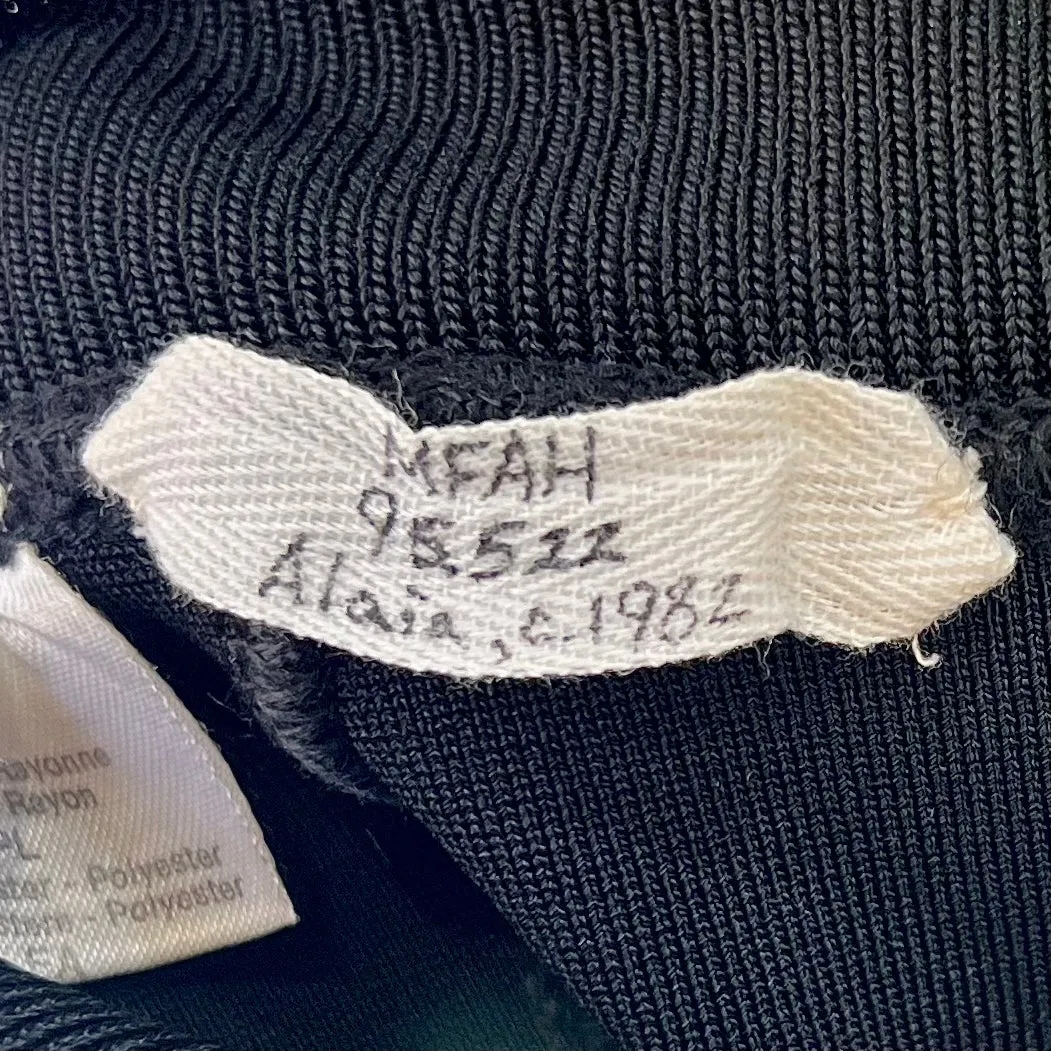 MFAH
95.522
Alaia, c.1982
Rayonne
Rayon
PL
- Polyester
- Polyester